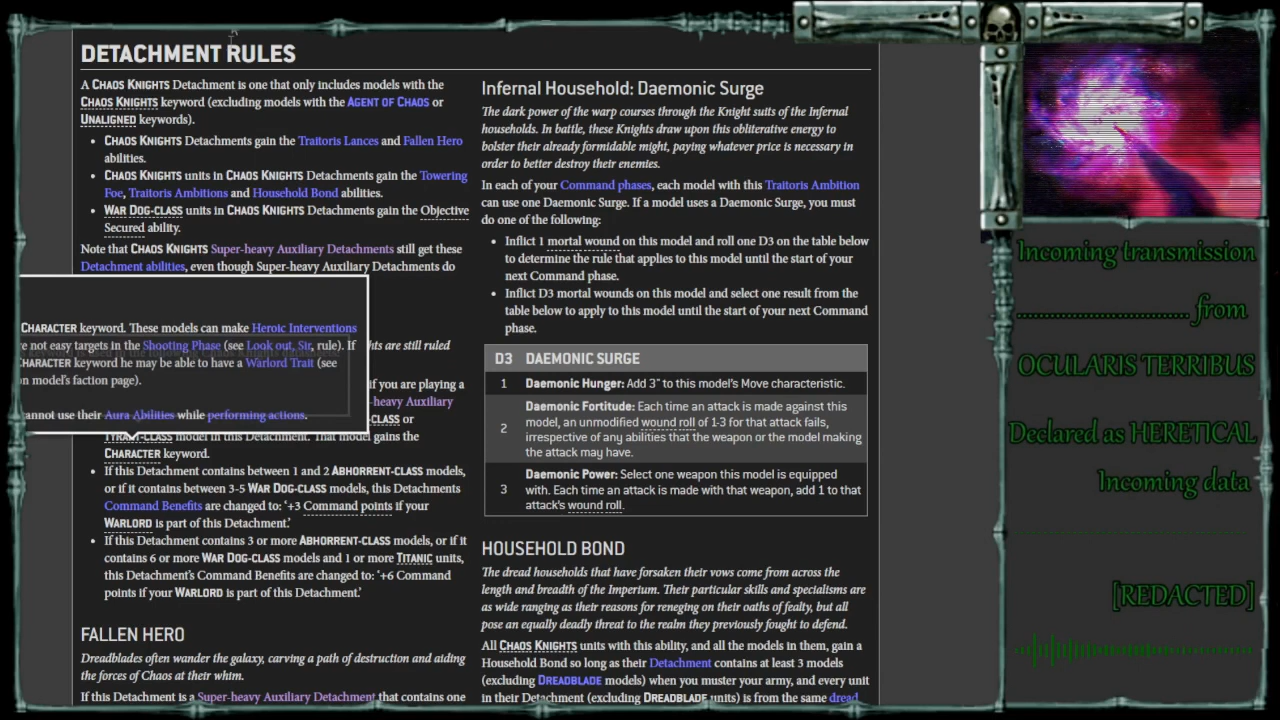 DETACHMENT RULES
A CHAOS KNIGHTS Detachment is one that only includes models with the
CHAOS KNIGHTS keyword (excluding models with the AGENT OF CHAOS or
UNALIGNED keywords).
• CHAOS KNIGHTS Detachments gain the Traitoris Lances and Fallen Hero
abilities.
• CHAOS KNIGHTS units in CHAOS KNIGHTS Detachments gain the Towering
Foe, Traitoris Ambitions and Household Bond abilities.
• WAR DOG-CLASS units in CHAOS KNIGHTS Detachments gain the Objective
Secured ability.
Note that CHAOS KNIGHTS Super-heavy Auxiliary Detachments still get these
Detachment abilities, even though Super-heavy Auxiliary Detachments do
CHARACTER keyword. These models can make Heroic Interventions
re not easy targets in the Shooting Phase (see Look out, Sir, rule). If
CHARACTER keyword he may be able to have a Warlord Trait (see
on model's faction page).
cannot use their Aura Abilities while performing actions.
hts are still ruled
if you are playing a
-heavy Auxiliary
-CLASS or
TYRANT-CLASS model in this Detachment. That model gains the
CHARACTER keyword.
• If this Detachment contains between 1 and 2 ABHORRENT-CLASS models,
or if it contains between 3-5 WAR DOG-CLASS models, this Detachments
Command Benefits are changed to: '+3 Command points if your
WARLORD is part of this Detachment.'
• If this Detachment contains 3 or more ABHORRENT-CLASS models, or if it
contains 6 or more WAR DOG-CLASS models and 1 or more TITANIC units,
this Detachment's Command Benefits are changed to: '+6 Command
points if your WARLORD is part of this Detachment.'
FALLEN HERO
Dreadblades often wander the galaxy, carving a path of destruction and aiding
the forces of Chaos at their whim.
If this Detachment is a Super-heavy Auxiliary Detachment that contains one
Infernal Household: Daemonic Surge
The dark power of the warp courses through the Knight suits of the infernal
households. In battle, these Knights draw upon this obliterative energy to
bolster their already formidable might, paying whatever price is necessary in
order to better destroy their enemies.
In each of your Command phases, each model with this Traitoris Ambition
can use one Daemonic Surge. If a model uses a Daemonic Surge, you must
do one of the following:
• Inflict 1 mortal wound on this model and roll one D3 on the table below
to determine the rule that applies to this model until the start of your
next Command phase.
• Inflict D3 mortal wounds on this model and select one result from the
table below to apply to this model until the start of your next Command
phase.
D3 DAEMONIC SURGE
1 Daemonic Hunger: Add 3" to this model's Move characteristic.
2 Daemonic Fortitude: Each time an attack is made against this
model, an unmodified wound roll of 1-3 for that attack fails,
irrespective of any abilities that the weapon or the model making
the attack may have.
3 Daemonic Power: Select one weapon this model is equipped
with. Each time an attack is made with that weapon, add 1 to that
attack's wound roll.
HOUSEHOLD BOND
The dread households that have forsaken their vows come from across the
length and breadth of the Imperium. Their particular skills and specialisms are
as wide ranging as their reasons for reneging on their oaths of fealty, but all
pose an equally deadly threat to the realm they previously fought to defend.
All CHAOS KNIGHTS units with this ability, and all the models in them, gain a
Household Bond so long as their Detachment contains at least 3 models
(excluding DREADBLADE models) when you muster your army, and every unit
in their Detachment (excluding DREADBLADE units) is from the same dread
Incoming transmission
................................ from
OCULARIS TERRIBUS
Declared as HERETICAL
Incoming data
[REDACTED]